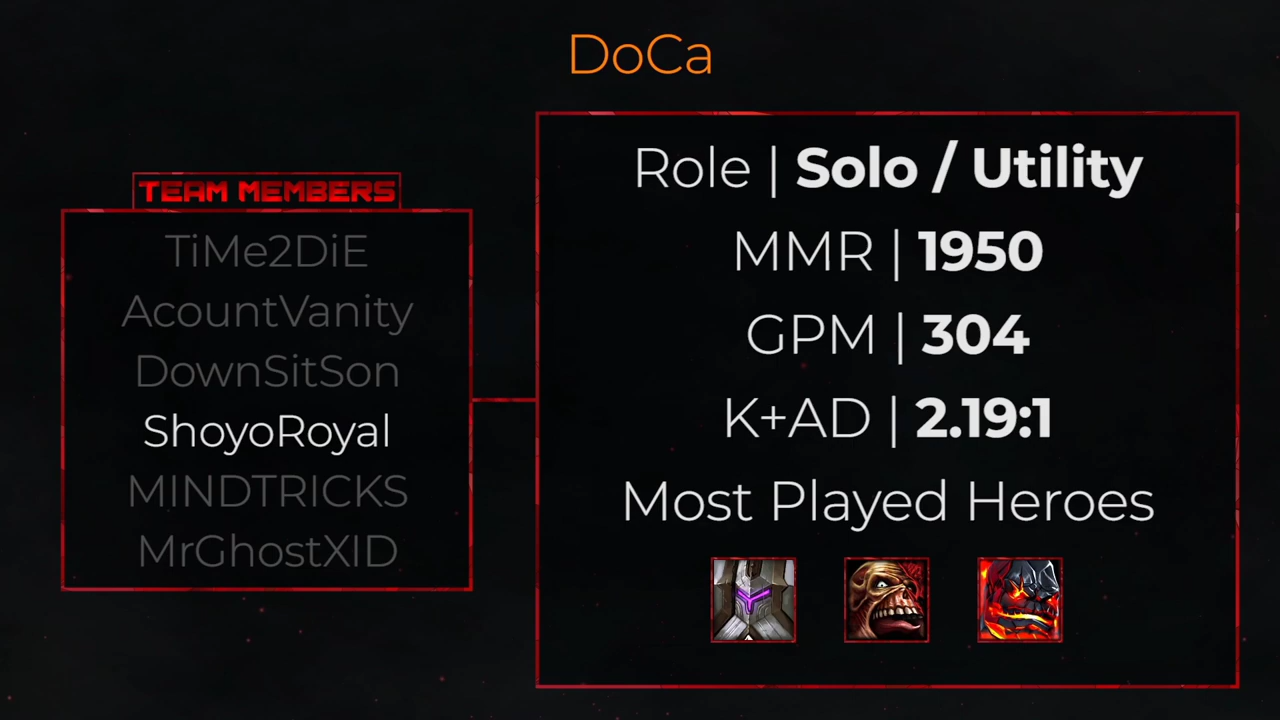 DoCa
TEAM MEMBERS
TiMe2DiE
AcountVanity
DownSitSon
ShoyoRoyal
MINDTRICKS
MrGhostXID
Role | Solo / Utility
MMR | 1950
GPM | 304
K+AD | 2.19:1
Most Played Heroes